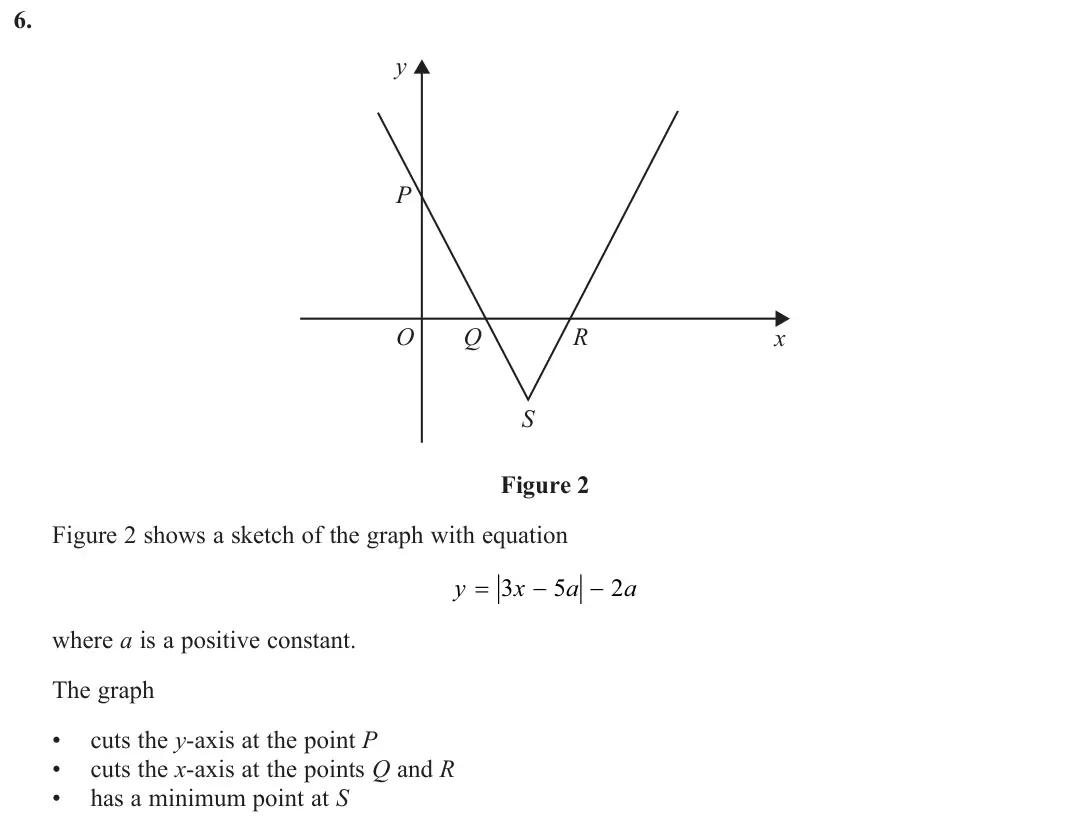 6.
y
P
O
Q
R
x
S
Figure 2
Figure 2 shows a sketch of the graph with equation
y = |3x − 5a| − 2a
where a is a positive constant.
The graph
• cuts the y-axis at the point P
• cuts the x-axis at the points Q and R
• has a minimum point at S